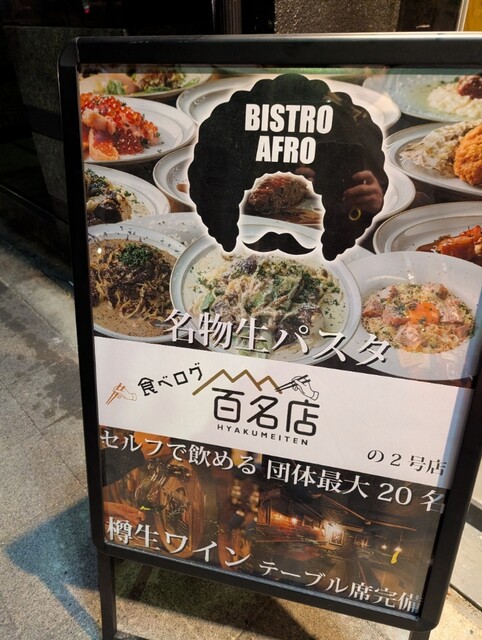 BISTRO
AFRO
名物生パスタ
食べログ
百名店
HYAKUMEITEN
の2号店
セルフで飲める 団体最大20名
樽生ワイン テーブル席完備